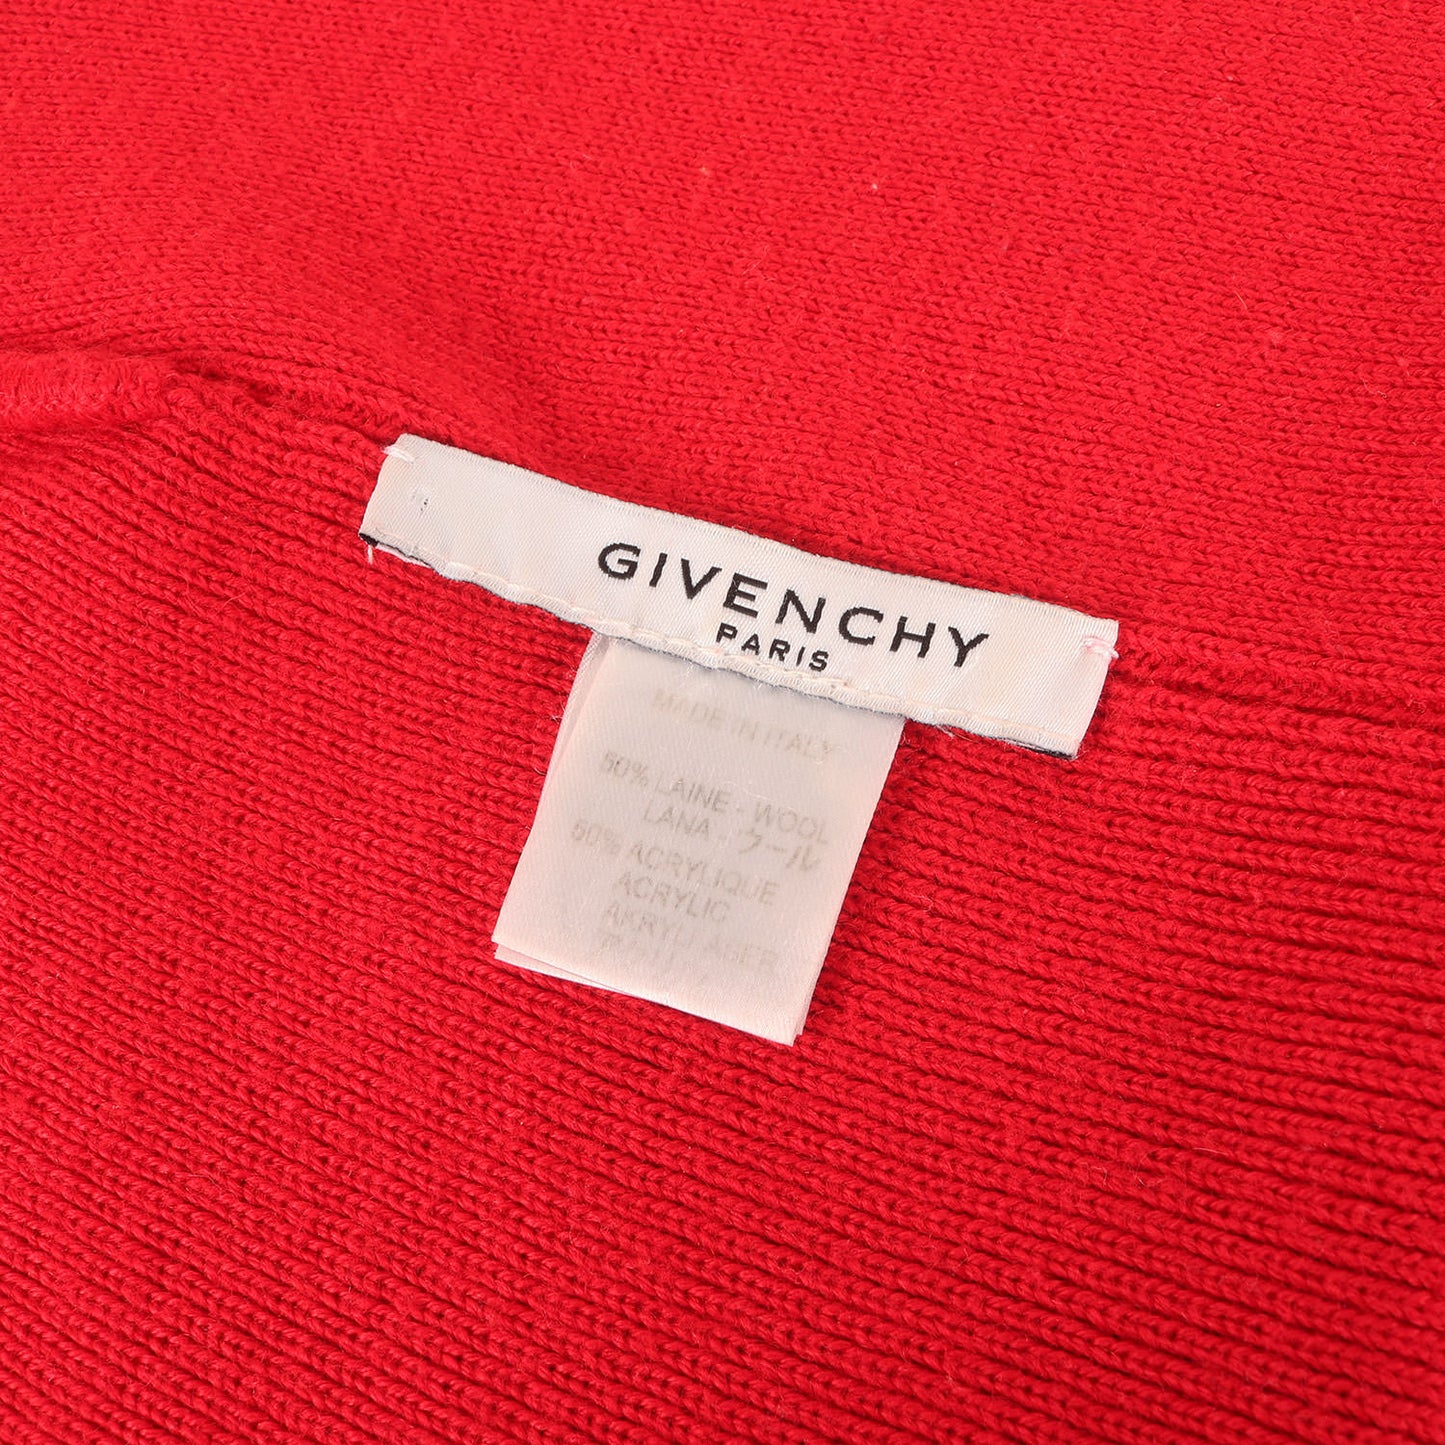 GIVENCHY
PARIS
MADE IN ITALY
50% LAINE - WOOL
LANA - ウール
50% ACRYLIQUE
ACRYLIC